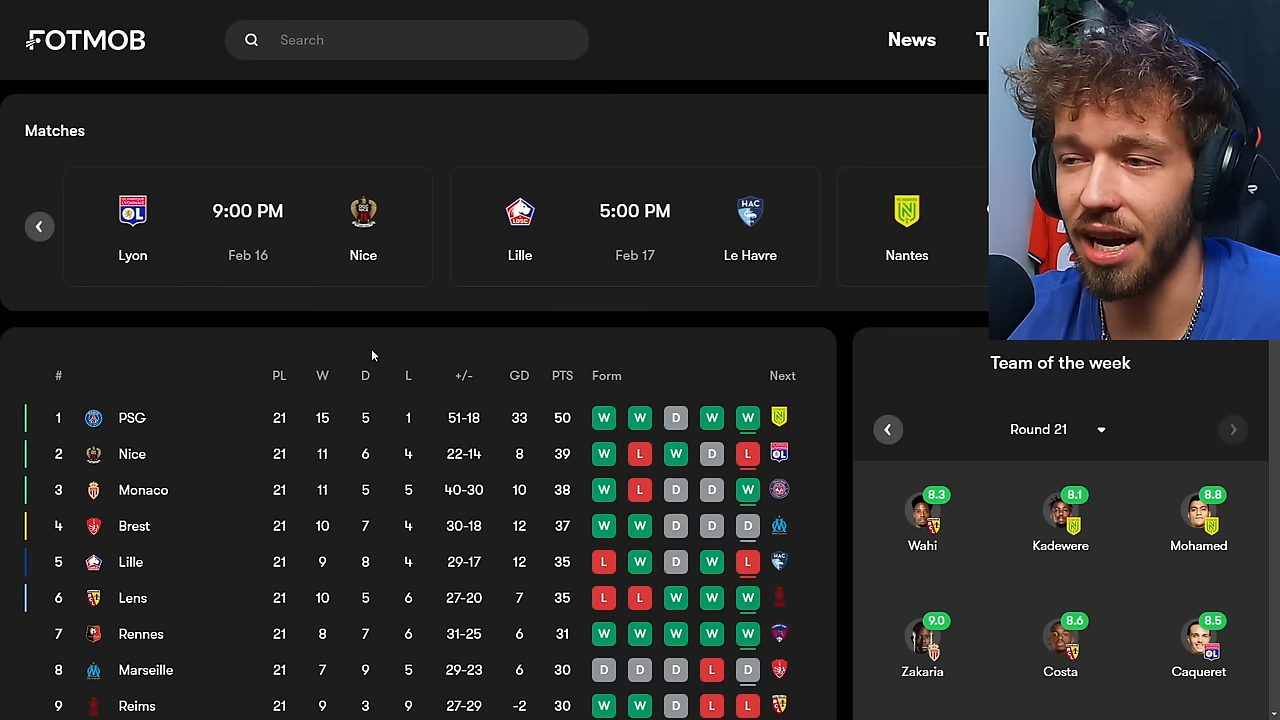 FOTMOB
Search
News
Tr
Matches
9:00 PM
Lyon
Feb 16
Nice
5:00 PM
Lille
Feb 17
Le Havre
Nantes
# PL W D L +/- GD PTS Form Next
1 PSG 21 15 5 1 51-18 33 50 W W D W W
2 Nice 21 11 6 4 22-14 8 39 W L W D L
3 Monaco 21 11 5 5 40-30 10 38 W L D D W
4 Brest 21 10 7 4 30-18 12 37 W W D D D
5 Lille 21 9 8 4 29-17 12 35 L W D W L
6 Lens 21 10 5 6 27-20 7 35 L L W W W
7 Rennes 21 8 7 6 31-25 6 31 W W W W W
8 Marseille 21 7 9 5 29-23 6 30 D D D L D
9 Reims 21 9 3 9 27-29 -2 30 W W D L L
Team of the week
Round 21
8.3 8.1 8.8
Wahi Kadewere Mohamed
9.0 8.6 8.5
Zakaria Costa Caqueret